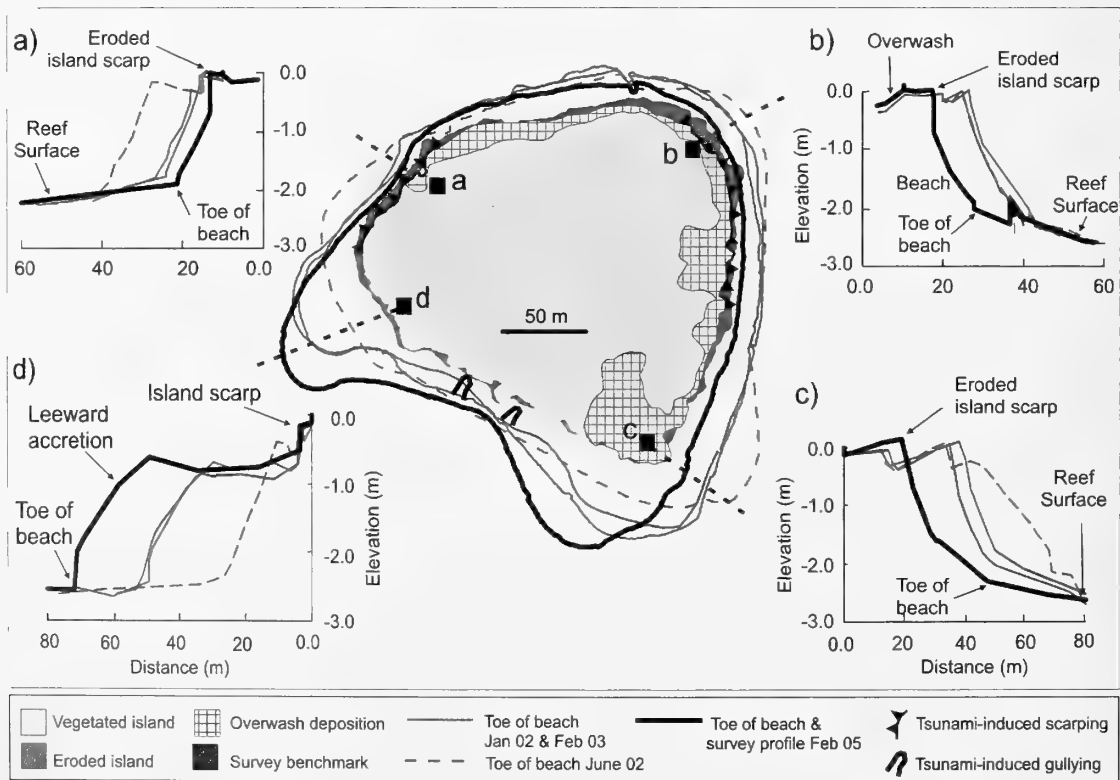 a)
Eroded
island scarp
0.0
-1.0
-2.0
-3.0
Elevation (m)
Reef
Surface
Toe of
beach
60
40
20
0.0
b)
Overwash
Eroded
island scarp
0.0
-1.0
-2.0
-3.0
Elevation (m)
Beach
Toe of
beach
Reef
Surface
0.0
20
40
60
a
b
c
d
50 m
d)
Island scarp
Leeward
accretion
Toe of
beach
0.0
-1.0
-2.0
-3.0
Elevation (m)
80
60
40
20
0.0
Distance (m)
c)
Eroded
island scarp
0.0
-1.0
-2.0
-3.0
Elevation (m)
Reef
Surface
Toe of
beach
0.0
20
40
60
80
Distance (m)
Vegetated island
Eroded island
Overwash deposition
Survey benchmark
Toe of beach
Jan 02 & Feb 03
Toe of beach June 02
Toe of beach &
survey profile Feb 05
Tsunami-induced scarping
Tsunami-induced gullying